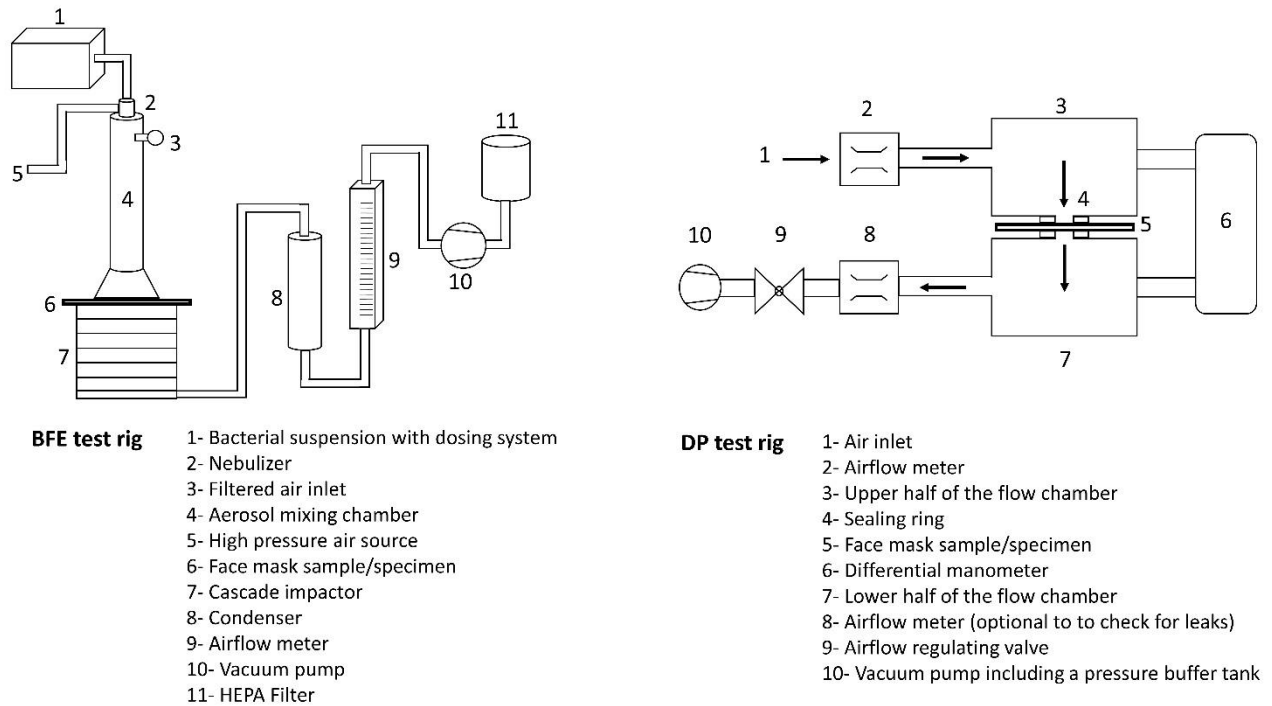 1
2
3
5
4
6
7
8
9
10
11
BFE test rig
1- Bacterial suspension with dosing system
2- Nebulizer
3- Filtered air inlet
4- Aerosol mixing chamber
5- High pressure air source
6- Face mask sample/specimen
7- Cascade impactor
8- Condenser
9- Airflow meter
10- Vacuum pump
11- HEPA Filter
1
2
3
4
5
6
10
9
8
7
DP test rig
1- Air inlet
2- Airflow meter
3- Upper half of the flow chamber
4- Sealing ring
5- Face mask sample/specimen
6- Differential manometer
7- Lower half of the flow chamber
8- Airflow meter (optional to to check for leaks)
9- Airflow regulating valve
10- Vacuum pump including a pressure buffer tank